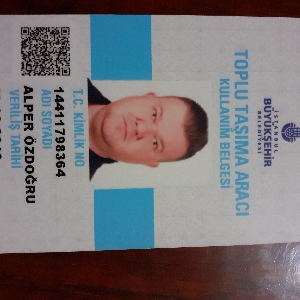 İSTANBUL
BÜYÜKŞEHİR
BELEDİYESİ
TOPLU TAŞIMA ARACI
KULLANIM BELGESİ
T.C. KİMLİK NO
14411798364
ADI SOYADI
ALPER ÖZDOĞRU
VERİLİŞ TARİHİ